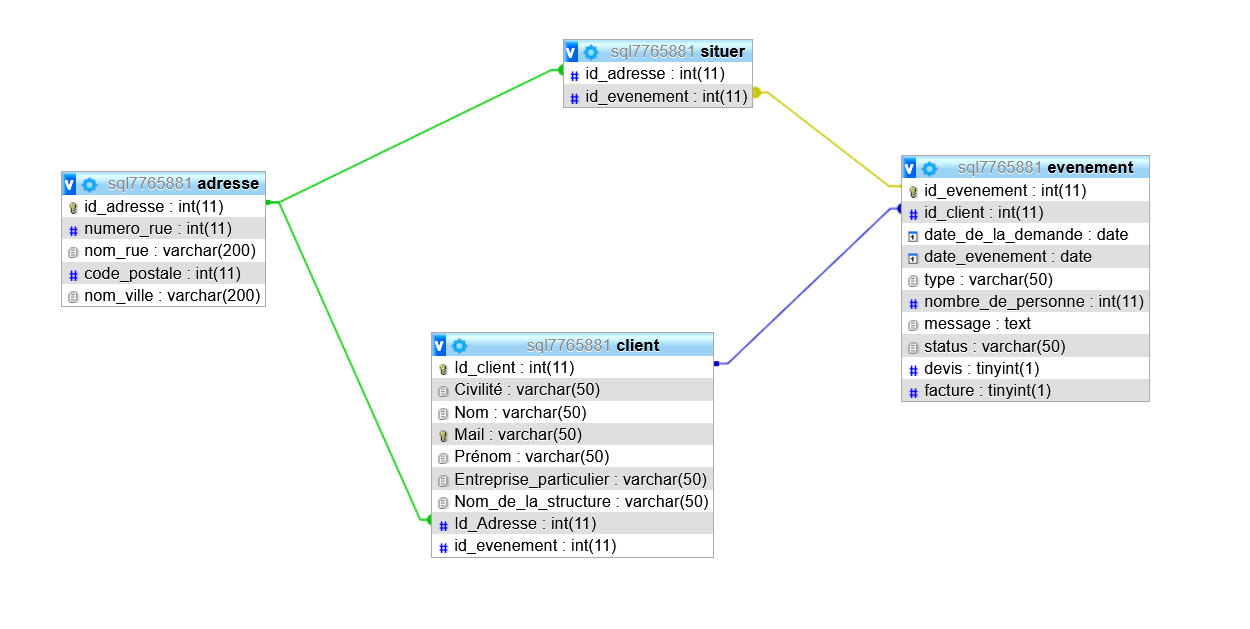 sql7765881 situer
id_adresse : int(11)
id_evenement : int(11)
sql7765881 adresse
id_adresse : int(11)
numero_rue : int(11)
nom_rue : varchar(200)
code_postale : int(11)
nom_ville : varchar(200)
sql7765881 evenement
id_evenement : int(11)
id_client : int(11)
date_de_la_demande : date
date_evenement : date
type : varchar(50)
nombre_de_personne : int(11)
message : text
status : varchar(50)
devis : tinyint(1)
facture : tinyint(1)
sql7765881 client
Id_client : int(11)
Civilité : varchar(50)
Nom : varchar(50)
Mail : varchar(50)
Prénom : varchar(50)
Entreprise_particulier : varchar(50)
Nom_de_la_structure : varchar(50)
Id_Adresse : int(11)
id_evenement : int(11)